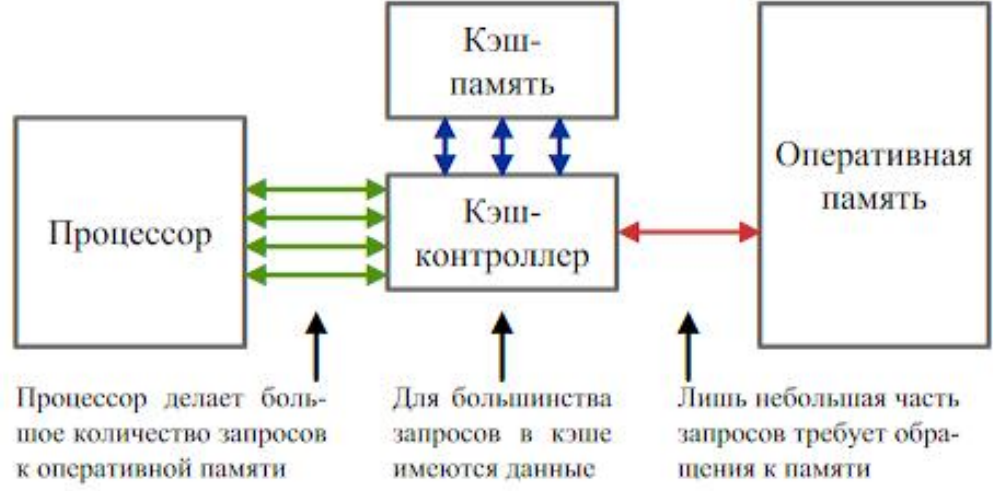 Кэш-
память
Процессор
Кэш-
контроллер
Оперативная
память
Процессор делает боль-
шое количество запросов
к оперативной памяти
Для большинства
запросов в кэше
имеются данные
Лишь небольшая часть
запросов требует обра-
щения к памяти